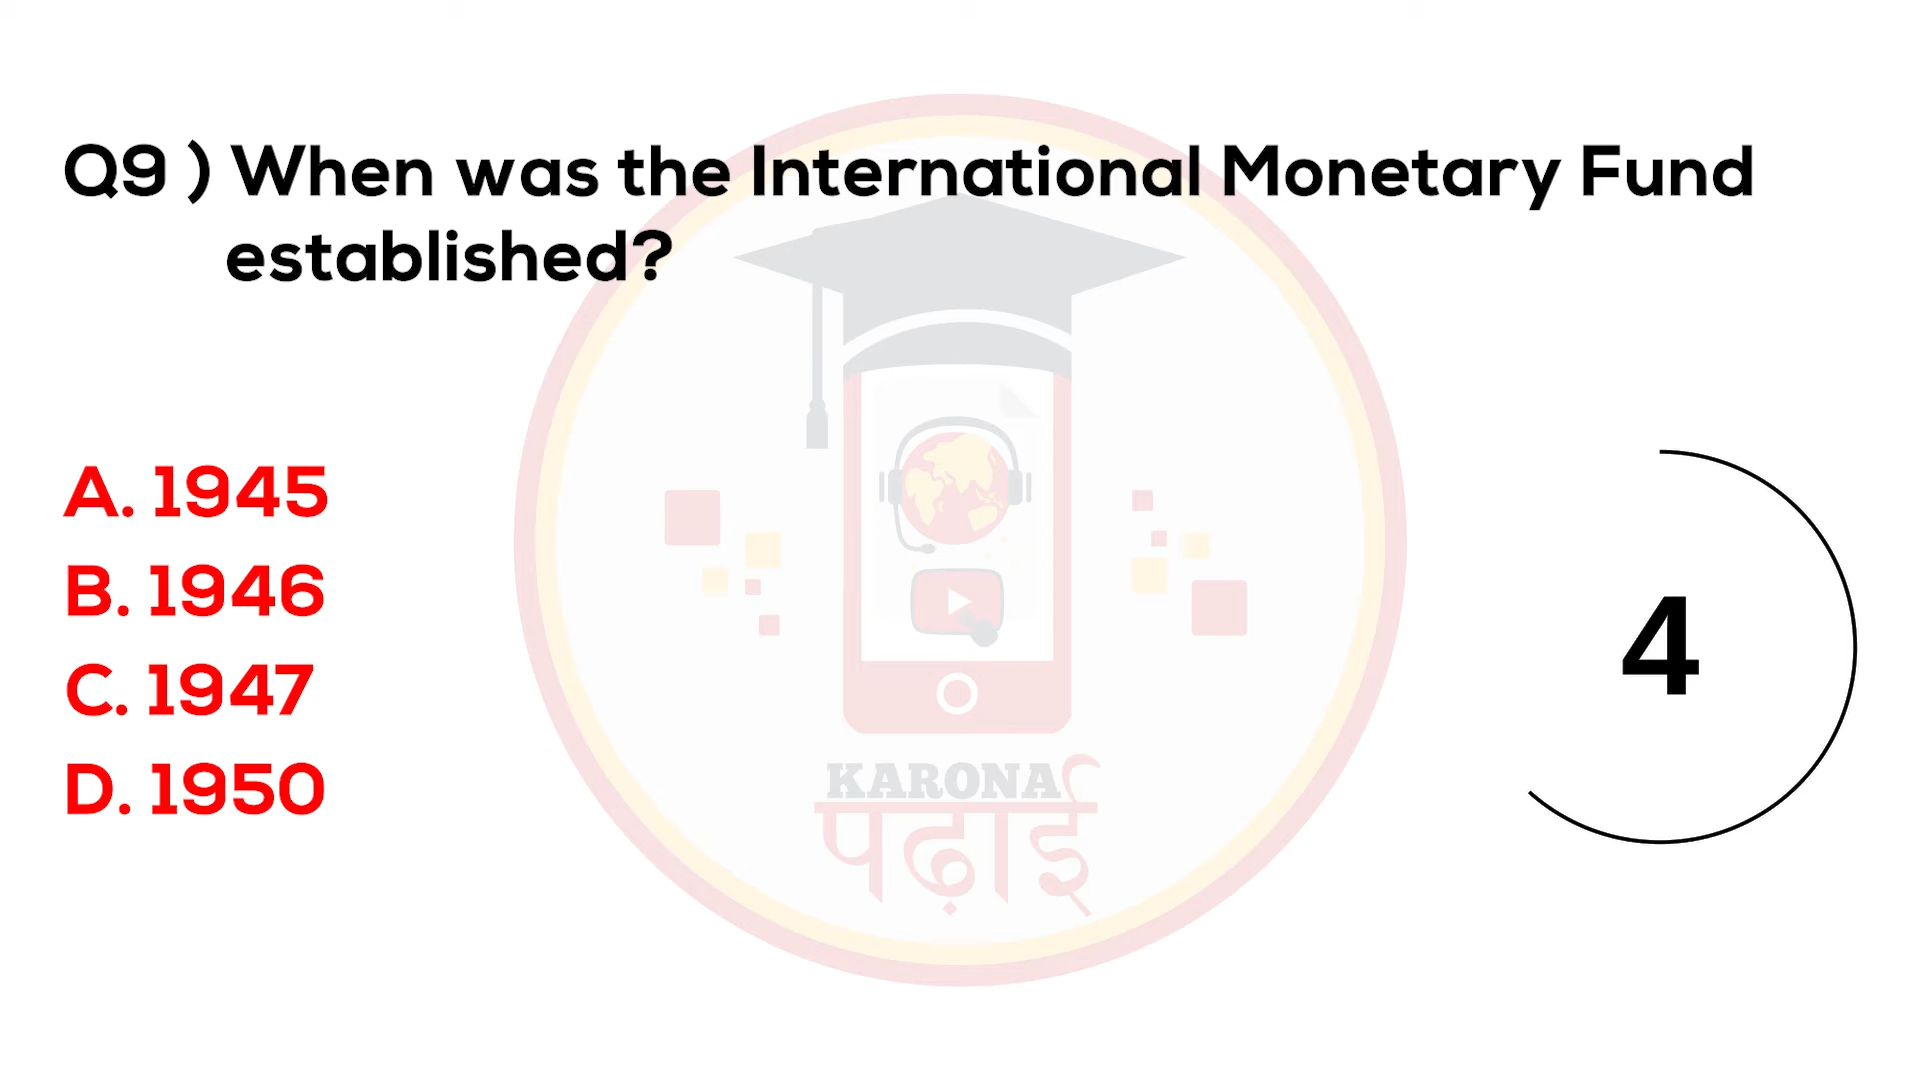 Q9 ) When was the International Monetary Fund
established?
A. 1945
B. 1946
C. 1947
D. 1950
4
KARONA
पढ़ाई